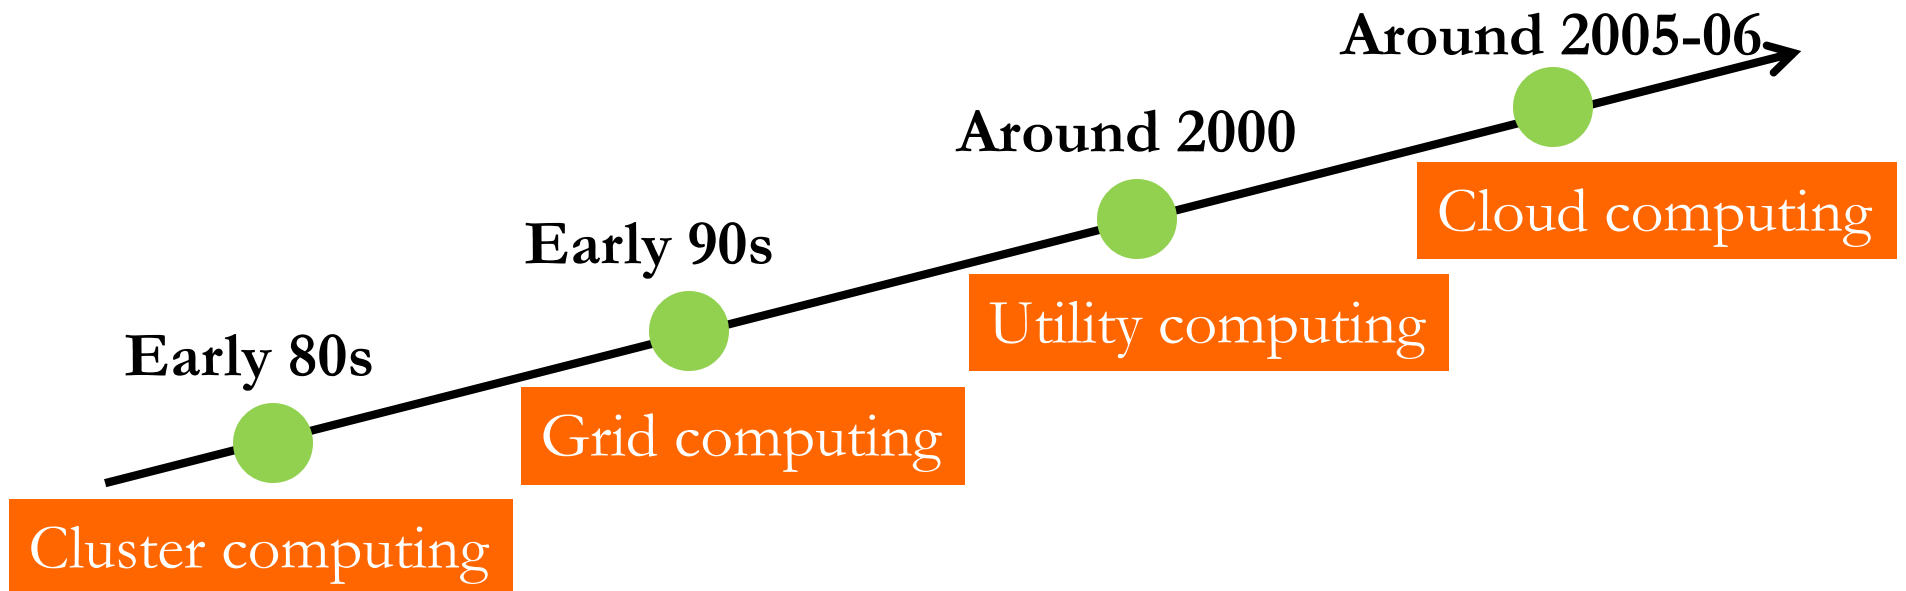 Early 80s
Cluster computing
Early 90s
Grid computing
Around 2000
Utility computing
Around 2005-06
Cloud computing